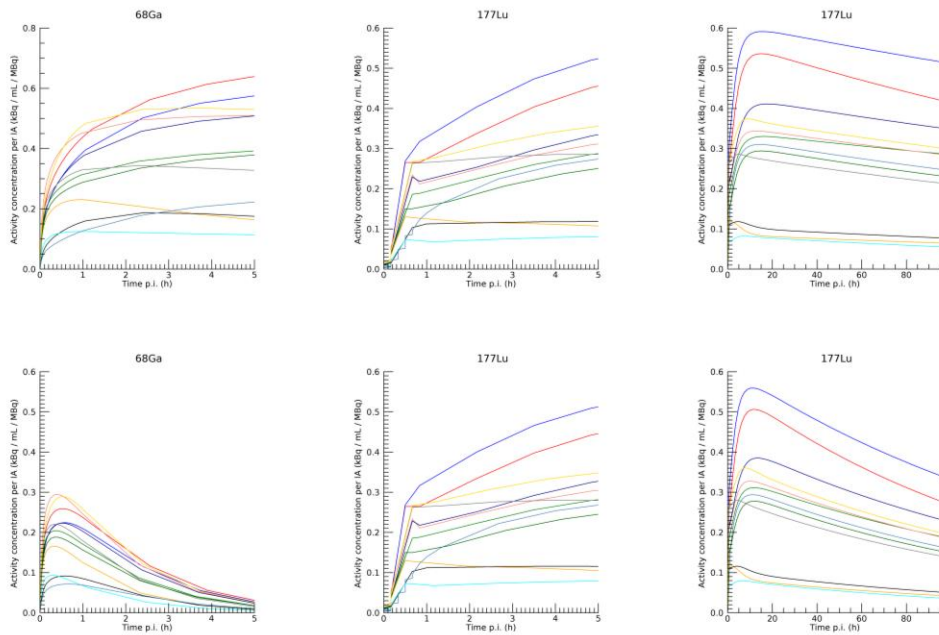 68Ga
177Lu
177Lu
Activity concentration per IA (kBq / mL / MBq)
0.8
0.6
0.4
0.2
0.0
0 1 2 3 4 5
Time p.i. (h)
Activity concentration per IA (kBq / mL / MBq)
0.6
0.5
0.4
0.3
0.2
0.1
0.0
0 1 2 3 4 5
Time p.i. (h)
Activity concentration per IA (kBq / mL / MBq)
0.6
0.5
0.4
0.3
0.2
0.1
0.0
0 20 40 60 80
Time p.i. (h)
68Ga
177Lu
177Lu
Activity concentration per IA (kBq / mL / MBq)
0.6
0.5
0.4
0.3
0.2
0.1
0.0
0 1 2 3 4 5
Time p.i. (h)
Activity concentration per IA (kBq / mL / MBq)
0.6
0.5
0.4
0.3
0.2
0.1
0.0
0 1 2 3 4 5
Time p.i. (h)
Activity concentration per IA (kBq / mL / MBq)
0.6
0.5
0.4
0.3
0.2
0.1
0.0
0 20 40 60 80
Time p.i. (h)